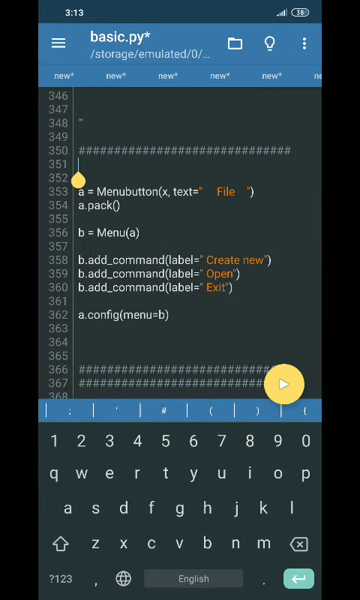 3:13
38
basic.py*
/storage/emulated/0/...
new*
new*
new*
new*
new*
346
347
348 "
349
350 #############################
351
352
353 a = Menubutton(x, text="    File    ")
354 a.pack()
355
356 b = Menu(a)
357
358 b.add_command(label=" Create new")
359 b.add_command(label=" Open")
360 b.add_command(label=" Exit")
361
362 a.config(menu=b)
363
364
365
366 #############################
367 #############################
368
; ' # ( ) {
1 2 3 4 5 6 7 8 9 0
q w e r t y u i o p
a s d f g h j k l
z x c v b n m
?123 , English .